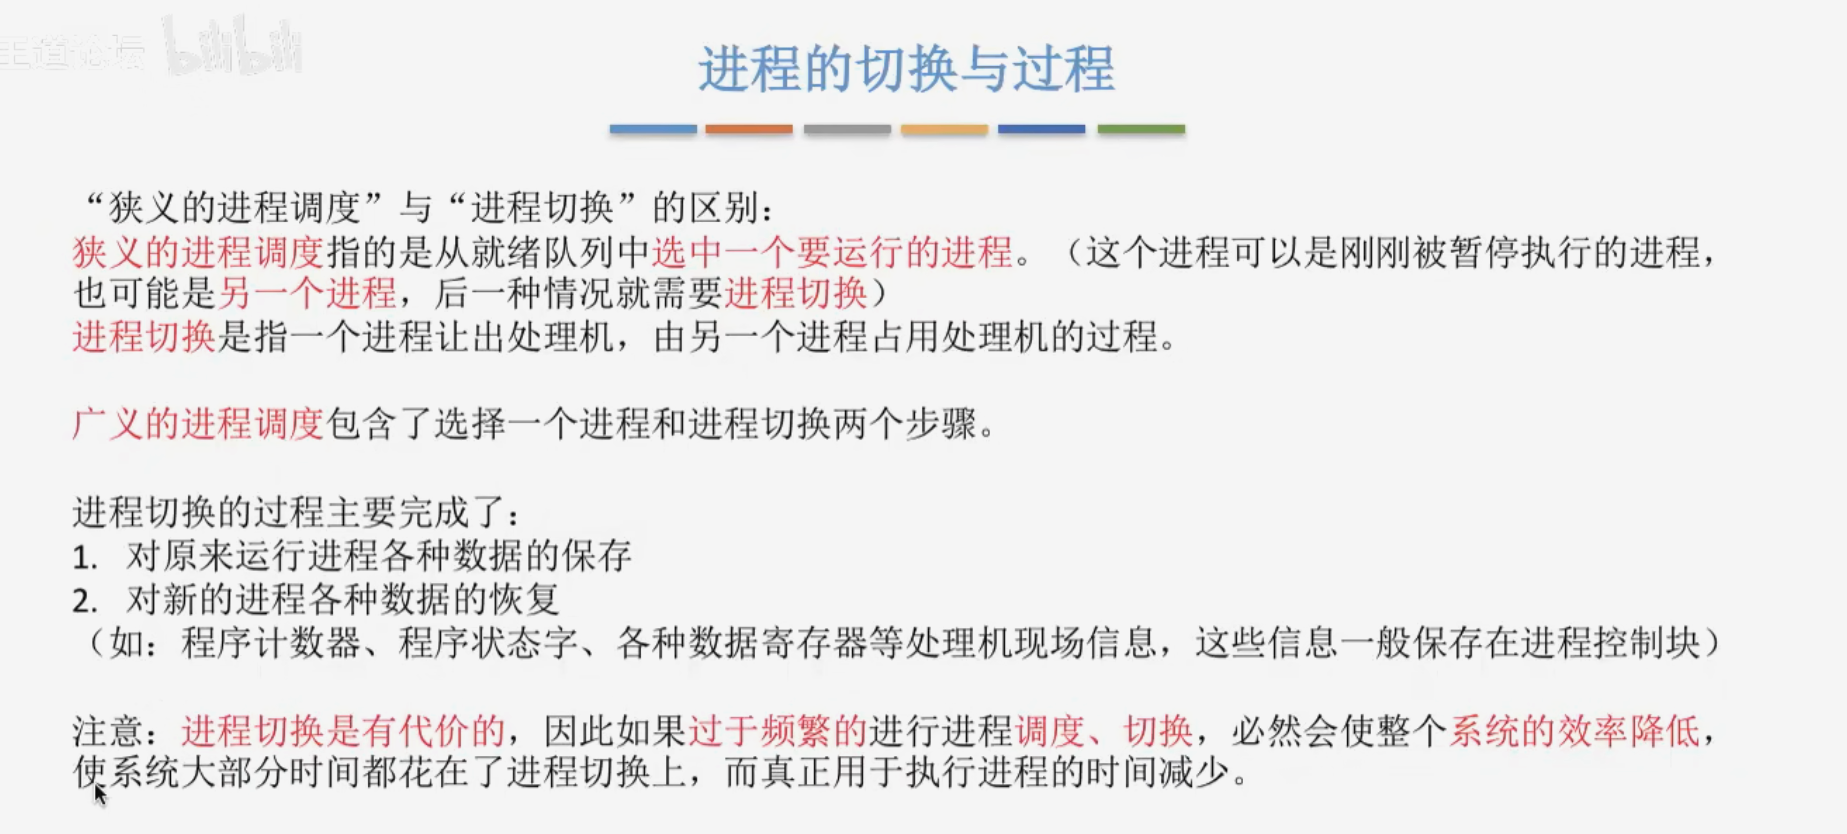 王道论坛 bilibili
进程的切换与过程
“狭义的进程调度”与“进程切换”的区别：
狭义的进程调度指的是从就绪队列中选中一个要运行的进程。（这个进程可以是刚刚被暂停执行的进程，
也可能是另一个进程，后一种情况就需要进程切换）
进程切换是指一个进程让出处理机，由另一个进程占用处理机的过程。
广义的进程调度包含了选择一个进程和进程切换两个步骤。
进程切换的过程主要完成了：
1. 对原来运行进程各种数据的保存
2. 对新的进程各种数据的恢复
（如：程序计数器、程序状态字、各种数据寄存器等处理机现场信息，这些信息一般保存在进程控制块）
注意：进程切换是有代价的，因此如果过于频繁的进行进程调度、切换，必然会使整个系统的效率降低，
使系统大部分时间都花在了进程切换上，而真正用于执行进程的时间减少。